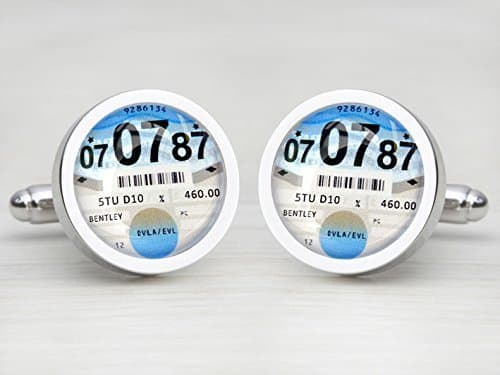 9286134
07 07 87
5TU D10 % 460.00
BENTLEY PC
12 DVLA/EVL
9286134
07 07 87
5TU D10 % 460.00
BENTLEY PC
12 DVLA/EVL